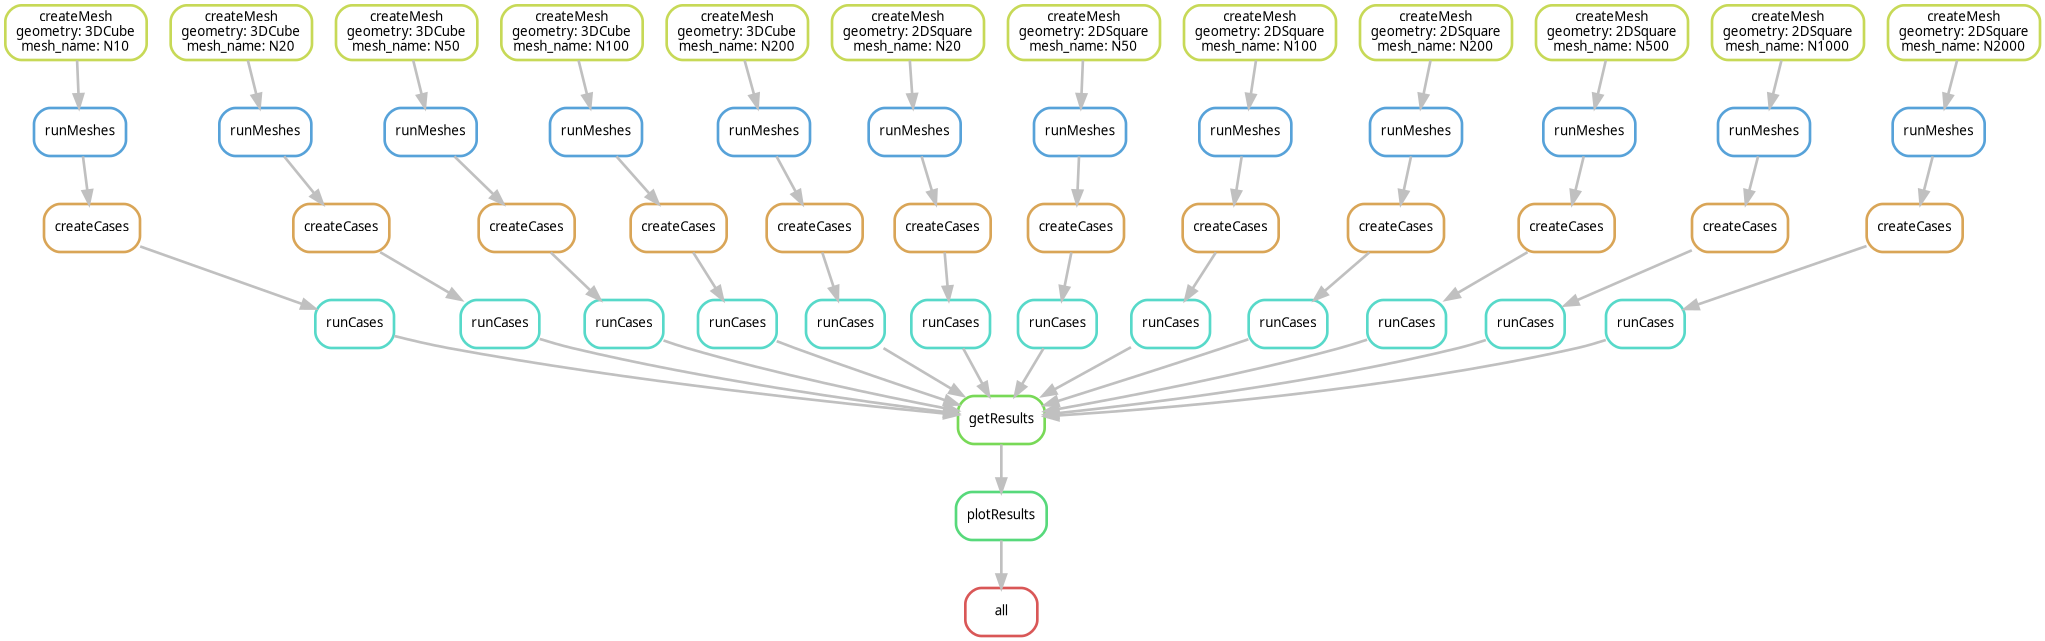 createMesh
geometry: 3DCube
mesh_name: N10
createMesh
geometry: 3DCube
mesh_name: N20
createMesh
geometry: 3DCube
mesh_name: N50
createMesh
geometry: 3DCube
mesh_name: N100
createMesh
geometry: 3DCube
mesh_name: N200
createMesh
geometry: 2DSquare
mesh_name: N20
createMesh
geometry: 2DSquare
mesh_name: N50
createMesh
geometry: 2DSquare
mesh_name: N100
createMesh
geometry: 2DSquare
mesh_name: N200
createMesh
geometry: 2DSquare
mesh_name: N500
createMesh
geometry: 2DSquare
mesh_name: N1000
createMesh
geometry: 2DSquare
mesh_name: N2000
runMeshes
runMeshes
runMeshes
runMeshes
runMeshes
runMeshes
runMeshes
runMeshes
runMeshes
runMeshes
runMeshes
runMeshes
createCases
createCases
createCases
createCases
createCases
createCases
createCases
createCases
createCases
createCases
createCases
createCases
runCases
runCases
runCases
runCases
runCases
runCases
runCases
runCases
runCases
runCases
runCases
runCases
getResults
plotResults
all